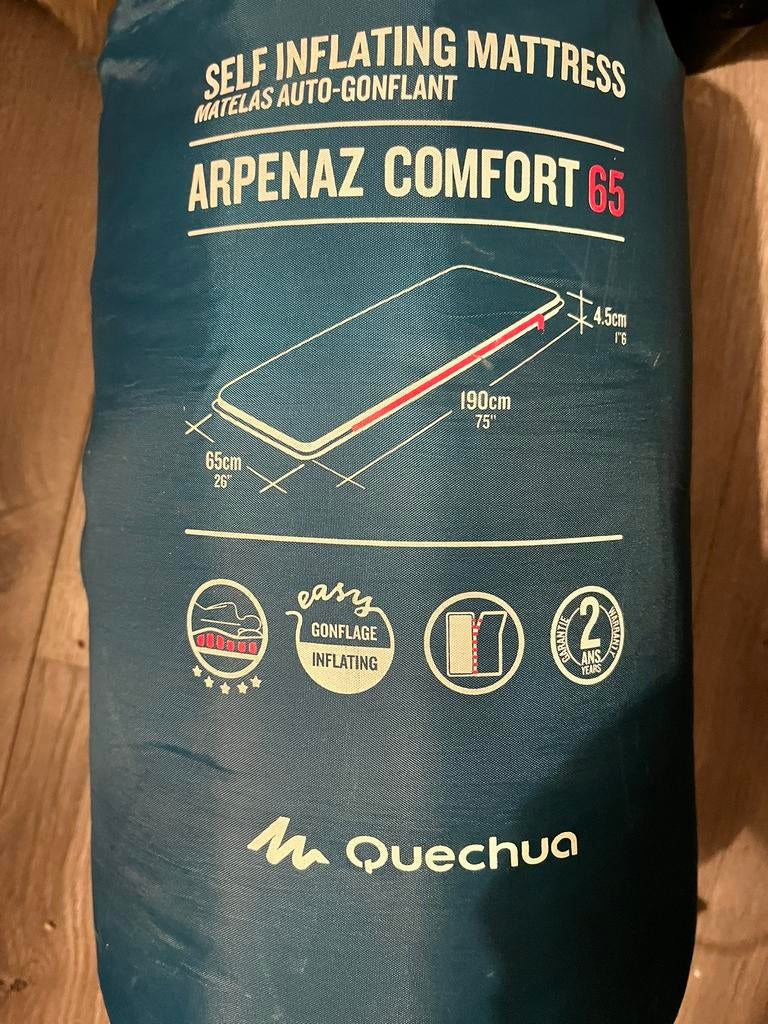 SELF INFLATING MATTRESS
MATELAS AUTO-GONFLANT
ARPENAZ COMFORT 65
4.5cm
1"6
190cm
75"
65cm
26"
easy
GONFLAGE
INFLATING
GARANTIE
2
WARRANTY
ANS
YEARS
Quechua